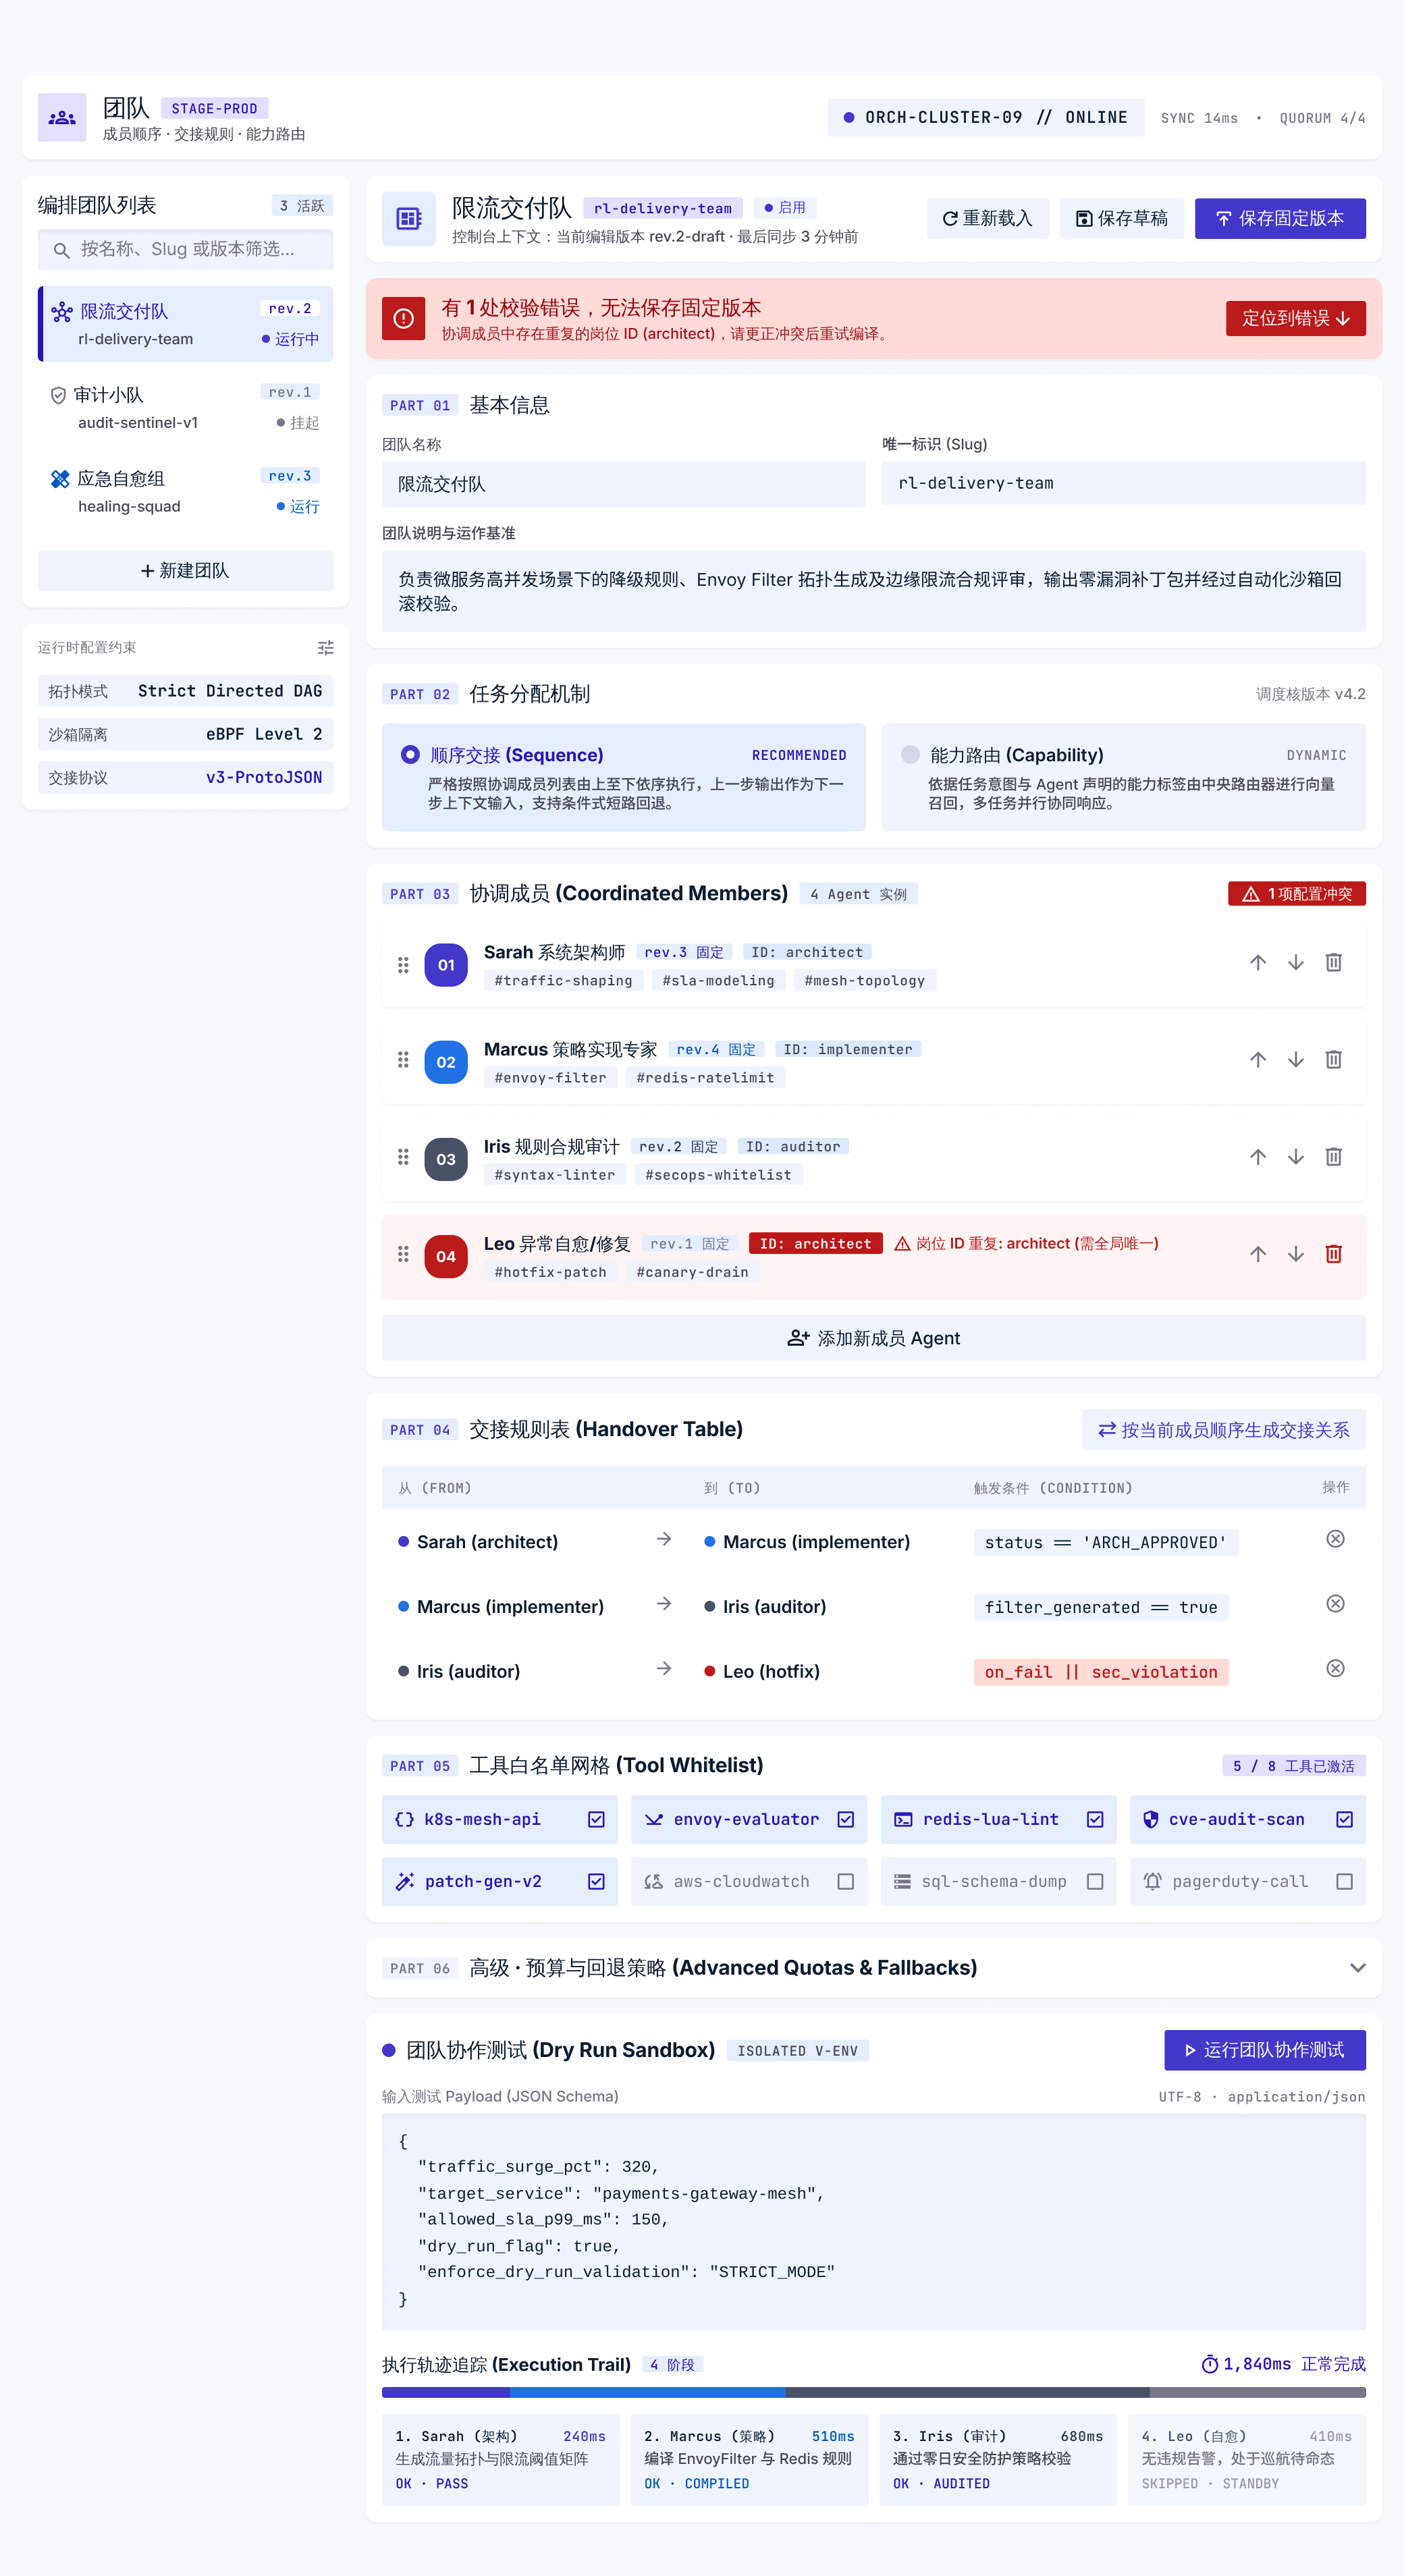 团队 STAGE-PROD
成员顺序 · 交接规则 · 能力路由
ORCH-CLUSTER-09 // ONLINE
SYNC 14ms • QUORUM 4/4
编排团队列表 3 活跃
按名称、Slug 或版本筛选...
限流交付队 rev.2
rl-delivery-team 运行中
审计小队 rev.1
audit-sentinel-v1 挂起
应急自愈组 rev.3
healing-squad 运行
新建团队
运行时配置约束
拓扑模式 Strict Directed DAG
沙箱隔离 eBPF Level 2
交接协议 v3-ProtoJSON
限流交付队 rl-delivery-team 启用
控制台上下文：当前编辑版本 rev.2-draft · 最后同步 3 分钟前
重新载入 保存草稿 保存固定版本
有 1 处校验错误，无法保存固定版本
协调成员中存在重复的岗位 ID (architect)，请更正冲突后重试编译。
定位到错误
PART 01 基本信息
团队名称
限流交付队
唯一标识 (Slug)
rl-delivery-team
团队说明与运作基准
负责微服务高并发场景下的降级规则、Envoy Filter 拓扑生成及边缘限流合规评审，输出零漏洞补丁包并经过自动化沙箱回
滚校验。
PART 02 任务分配机制 调度核版本 v4.2
顺序交接 (Sequence) RECOMMENDED
严格按照协调成员列表由上至下依序执行，上一步输出作为下一
步上下文输入，支持条件式短路回退。
能力路由 (Capability) DYNAMIC
依据任务意图与 Agent 声明的能力标签由中央路由器进行向量
召回，多任务并行协同响应。
PART 03 协调成员 (Coordinated Members) 4 Agent 实例 1 项配置冲突
01 Sarah 系统架构师 rev.3 固定 ID: architect
#traffic-shaping #sla-modeling #mesh-topology
02 Marcus 策略实现专家 rev.4 固定 ID: implementer
#envoy-filter #redis-ratelimit
03 Iris 规则合规审计 rev.2 固定 ID: auditor
#syntax-linter #secops-whitelist
04 Leo 异常自愈/修复 rev.1 固定 ID: architect 岗位 ID 重复: architect (需全局唯一)
#hotfix-patch #canary-drain
添加新成员 Agent
PART 04 交接规则表 (Handover Table) 按当前成员顺序生成交接关系
从 (FROM) 到 (TO) 触发条件 (CONDITION) 操作
Sarah (architect) → Marcus (implementer) status == 'ARCH_APPROVED'
Marcus (implementer) → Iris (auditor) filter_generated == true
Iris (auditor) → Leo (hotfix) on_fail || sec_violation
PART 05 工具白名单网格 (Tool Whitelist) 5 / 8 工具已激活
k8s-mesh-api envoy-evaluator redis-lua-lint cve-audit-scan
patch-gen-v2 aws-cloudwatch sql-schema-dump pagerduty-call
PART 06 高级 · 预算与回退策略 (Advanced Quotas & Fallbacks)
团队协作测试 (Dry Run Sandbox) ISOLATED V-ENV 运行团队协作测试
输入测试 Payload (JSON Schema) UTF-8 · application/json
{
"traffic_surge_pct": 320,
"target_service": "payments-gateway-mesh",
"allowed_sla_p99_ms": 150,
"dry_run_flag": true,
"enforce_dry_run_validation": "STRICT_MODE"
}
执行轨迹追踪 (Execution Trail) 4 阶段 1,840ms 正常完成
1. Sarah (架构) 240ms
生成流量拓扑与限流阈值矩阵
OK · PASS
2. Marcus (策略) 510ms
编译 EnvoyFilter 与 Redis 规则
OK · COMPILED
3. Iris (审计) 680ms
通过零日安全防护策略校验
OK · AUDITED
4. Leo (自愈) 410ms
无违规告警，处于巡航待命态
SKIPPED · STANDBY